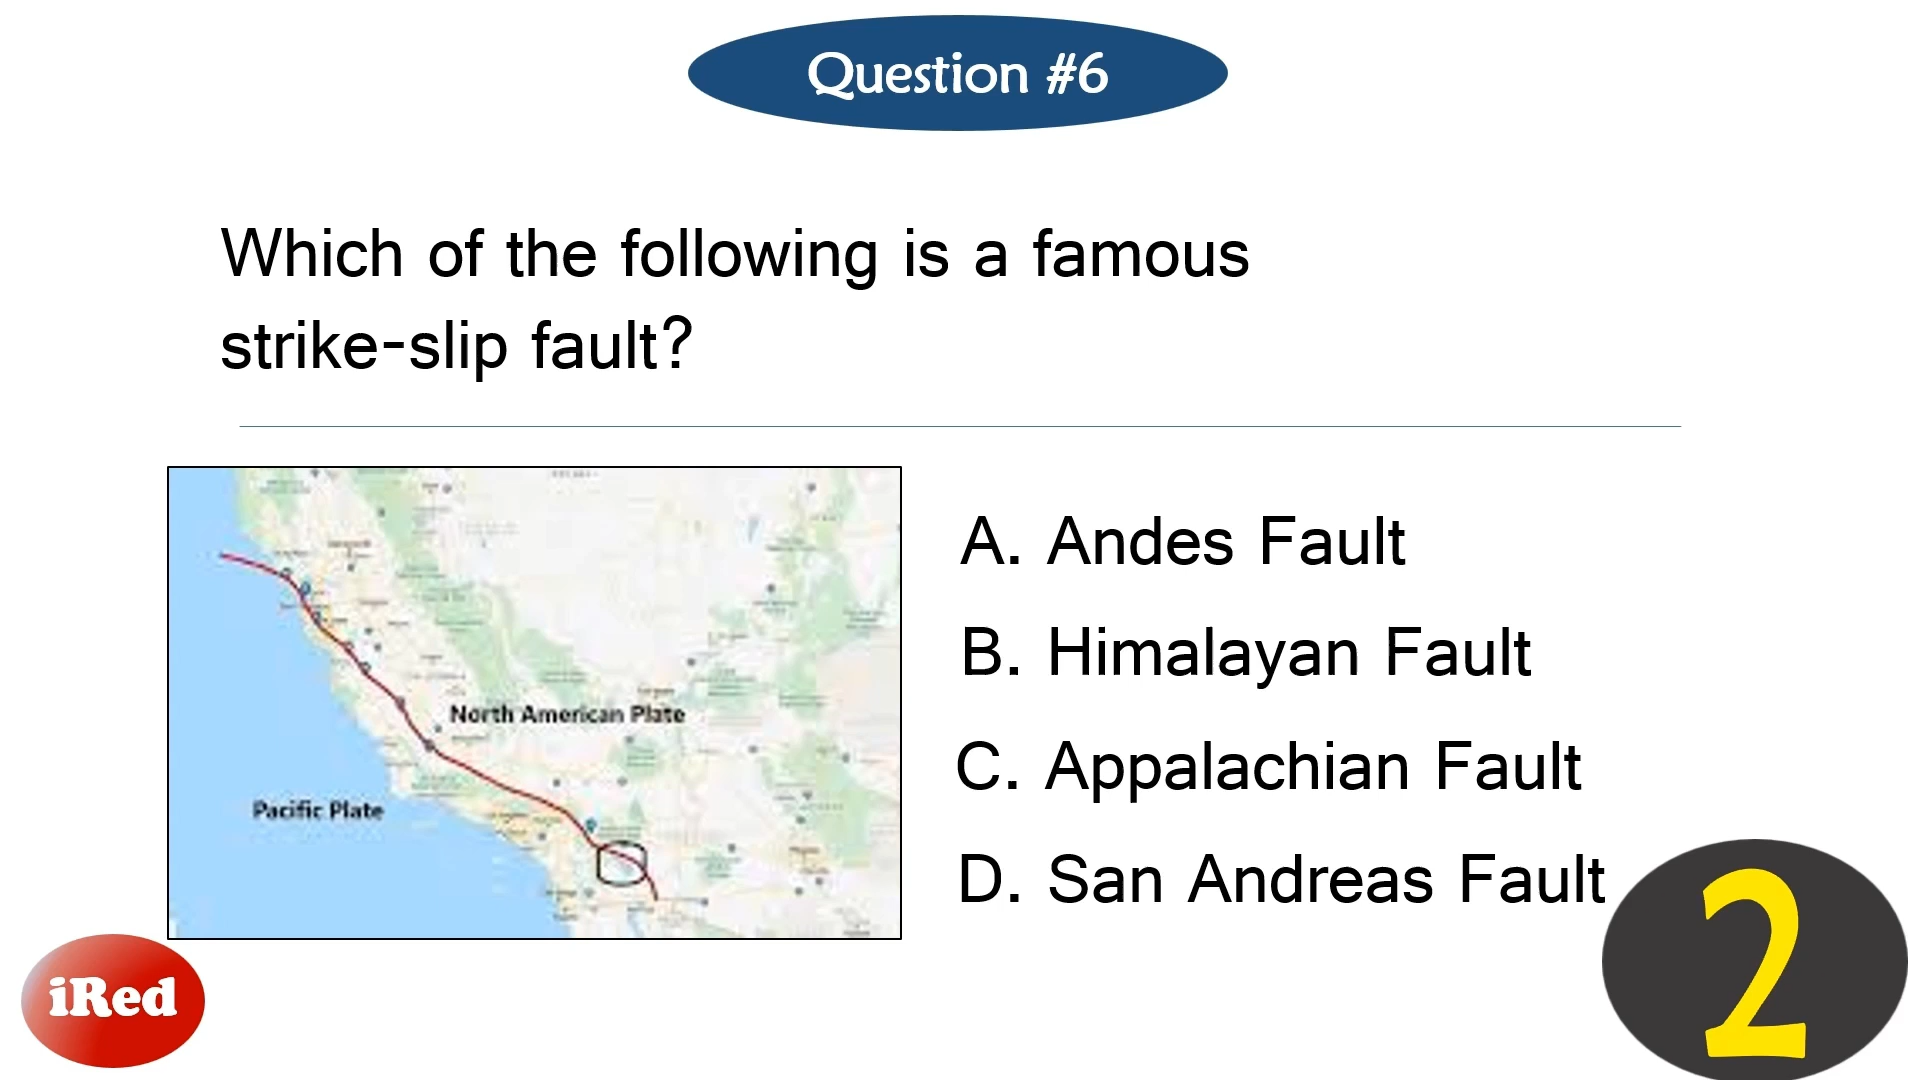 Question #6
Which of the following is a famous
strike-slip fault?
North American Plate
Pacific Plate
A. Andes Fault
B. Himalayan Fault
C. Appalachian Fault
D. San Andreas Fault
iRed
2